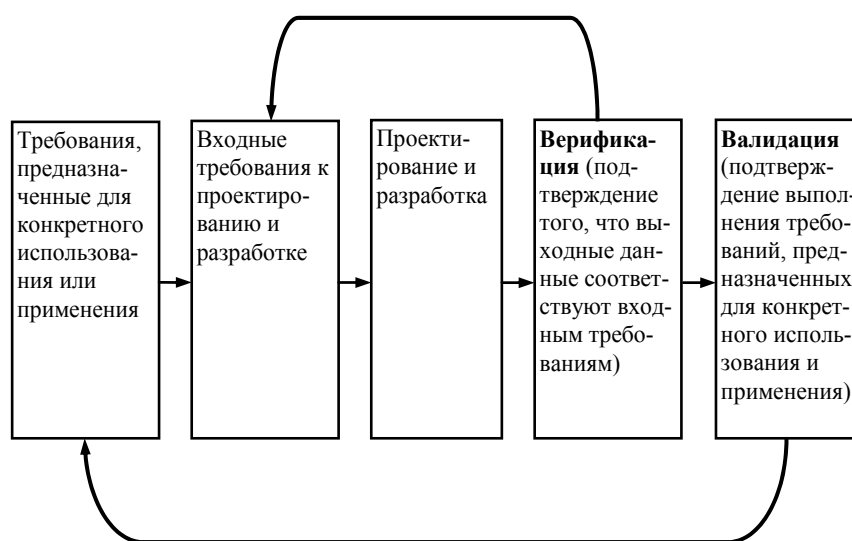 Требования,
предназна-
ченные для
конкретного
использова-
ния или
применения
Входные
требования к
проектиро-
ванию и
разработке
Проекти-
рование и
разработка
Верифика-
ция (под-
тверждение
того, что вы-
ходные дан-
ные соответ-
ствуют вход-
ным требо-
ваниям)
Валидация
(подтверж-
дение выпол-
нения требо-
ваний, пред-
назначенных
для конкрет-
ного исполь-
зования и
применения)